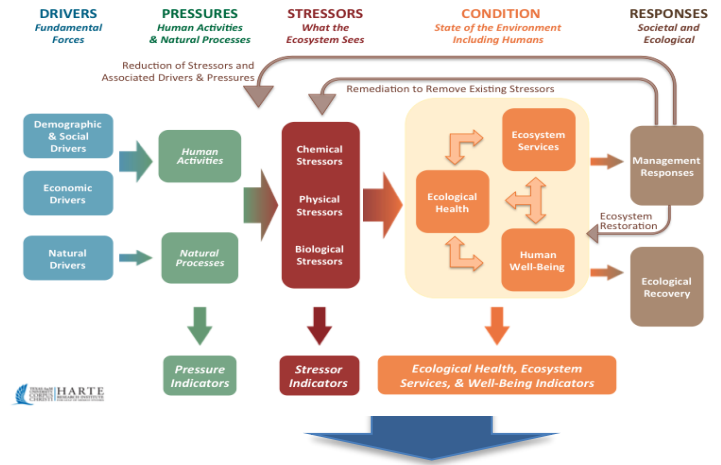 DRIVERS
Fundamental
Forces
PRESSURES
Human Activities
& Natural Processes
STRESSORS
What the
Ecosystem Sees
CONDITION
State of the Environment
Including Humans
RESPONSES
Societal and
Ecological
Reduction of Stressors and
Associated Drivers & Pressures
Remediation to Remove Existing Stressors
Demographic
& Social
Drivers
Economic
Drivers
Natural
Drivers
Human
Activities
Natural
Processes
Chemical
Stressors
Physical
Stressors
Biological
Stressors
Ecosystem
Services
Ecological
Health
Human
Well-Being
Management
Responses
Ecosystem
Restoration
Ecological
Recovery
Pressure
Indicators
Stressor
Indicators
Ecological Health, Ecosystem
Services, & Well-Being Indicators
HARTE
RESEARCH INSTITUTE